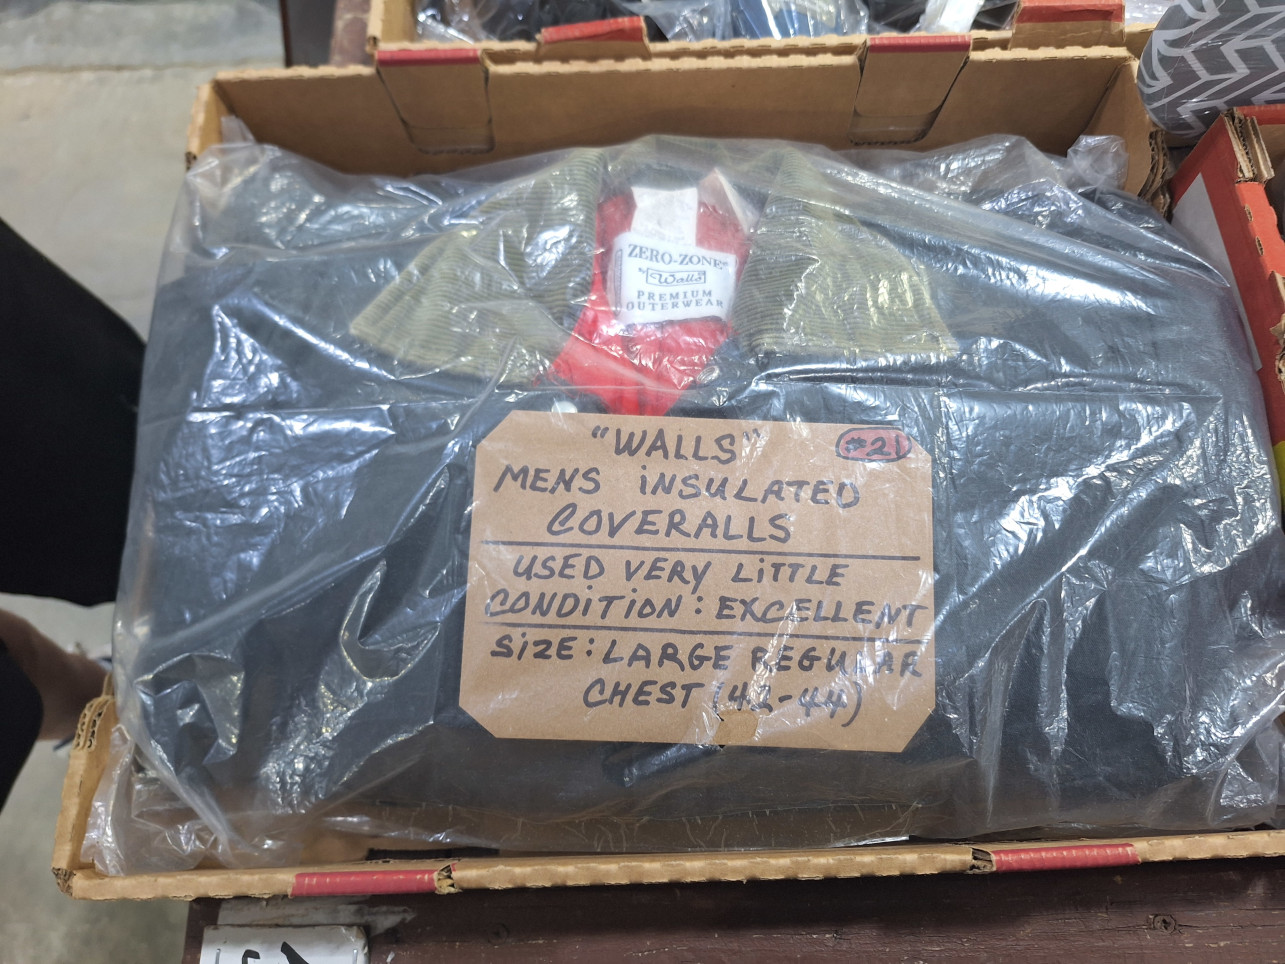 ZERO-ZONE®
by Walls®
PREMIUM
OUTERWEAR
"WALLS" #21
MENS INSULATED
COVERALLS
USED VERY LITTLE
CONDITION: EXCELLENT
SIZE: LARGE REGULAR
CHEST (42-44)